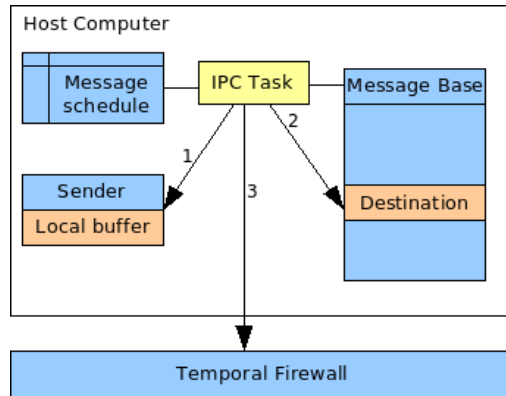 Host Computer
Message
schedule
IPC Task
Message Base
1
2
Sender
3
Destination
Local buffer
Temporal Firewall